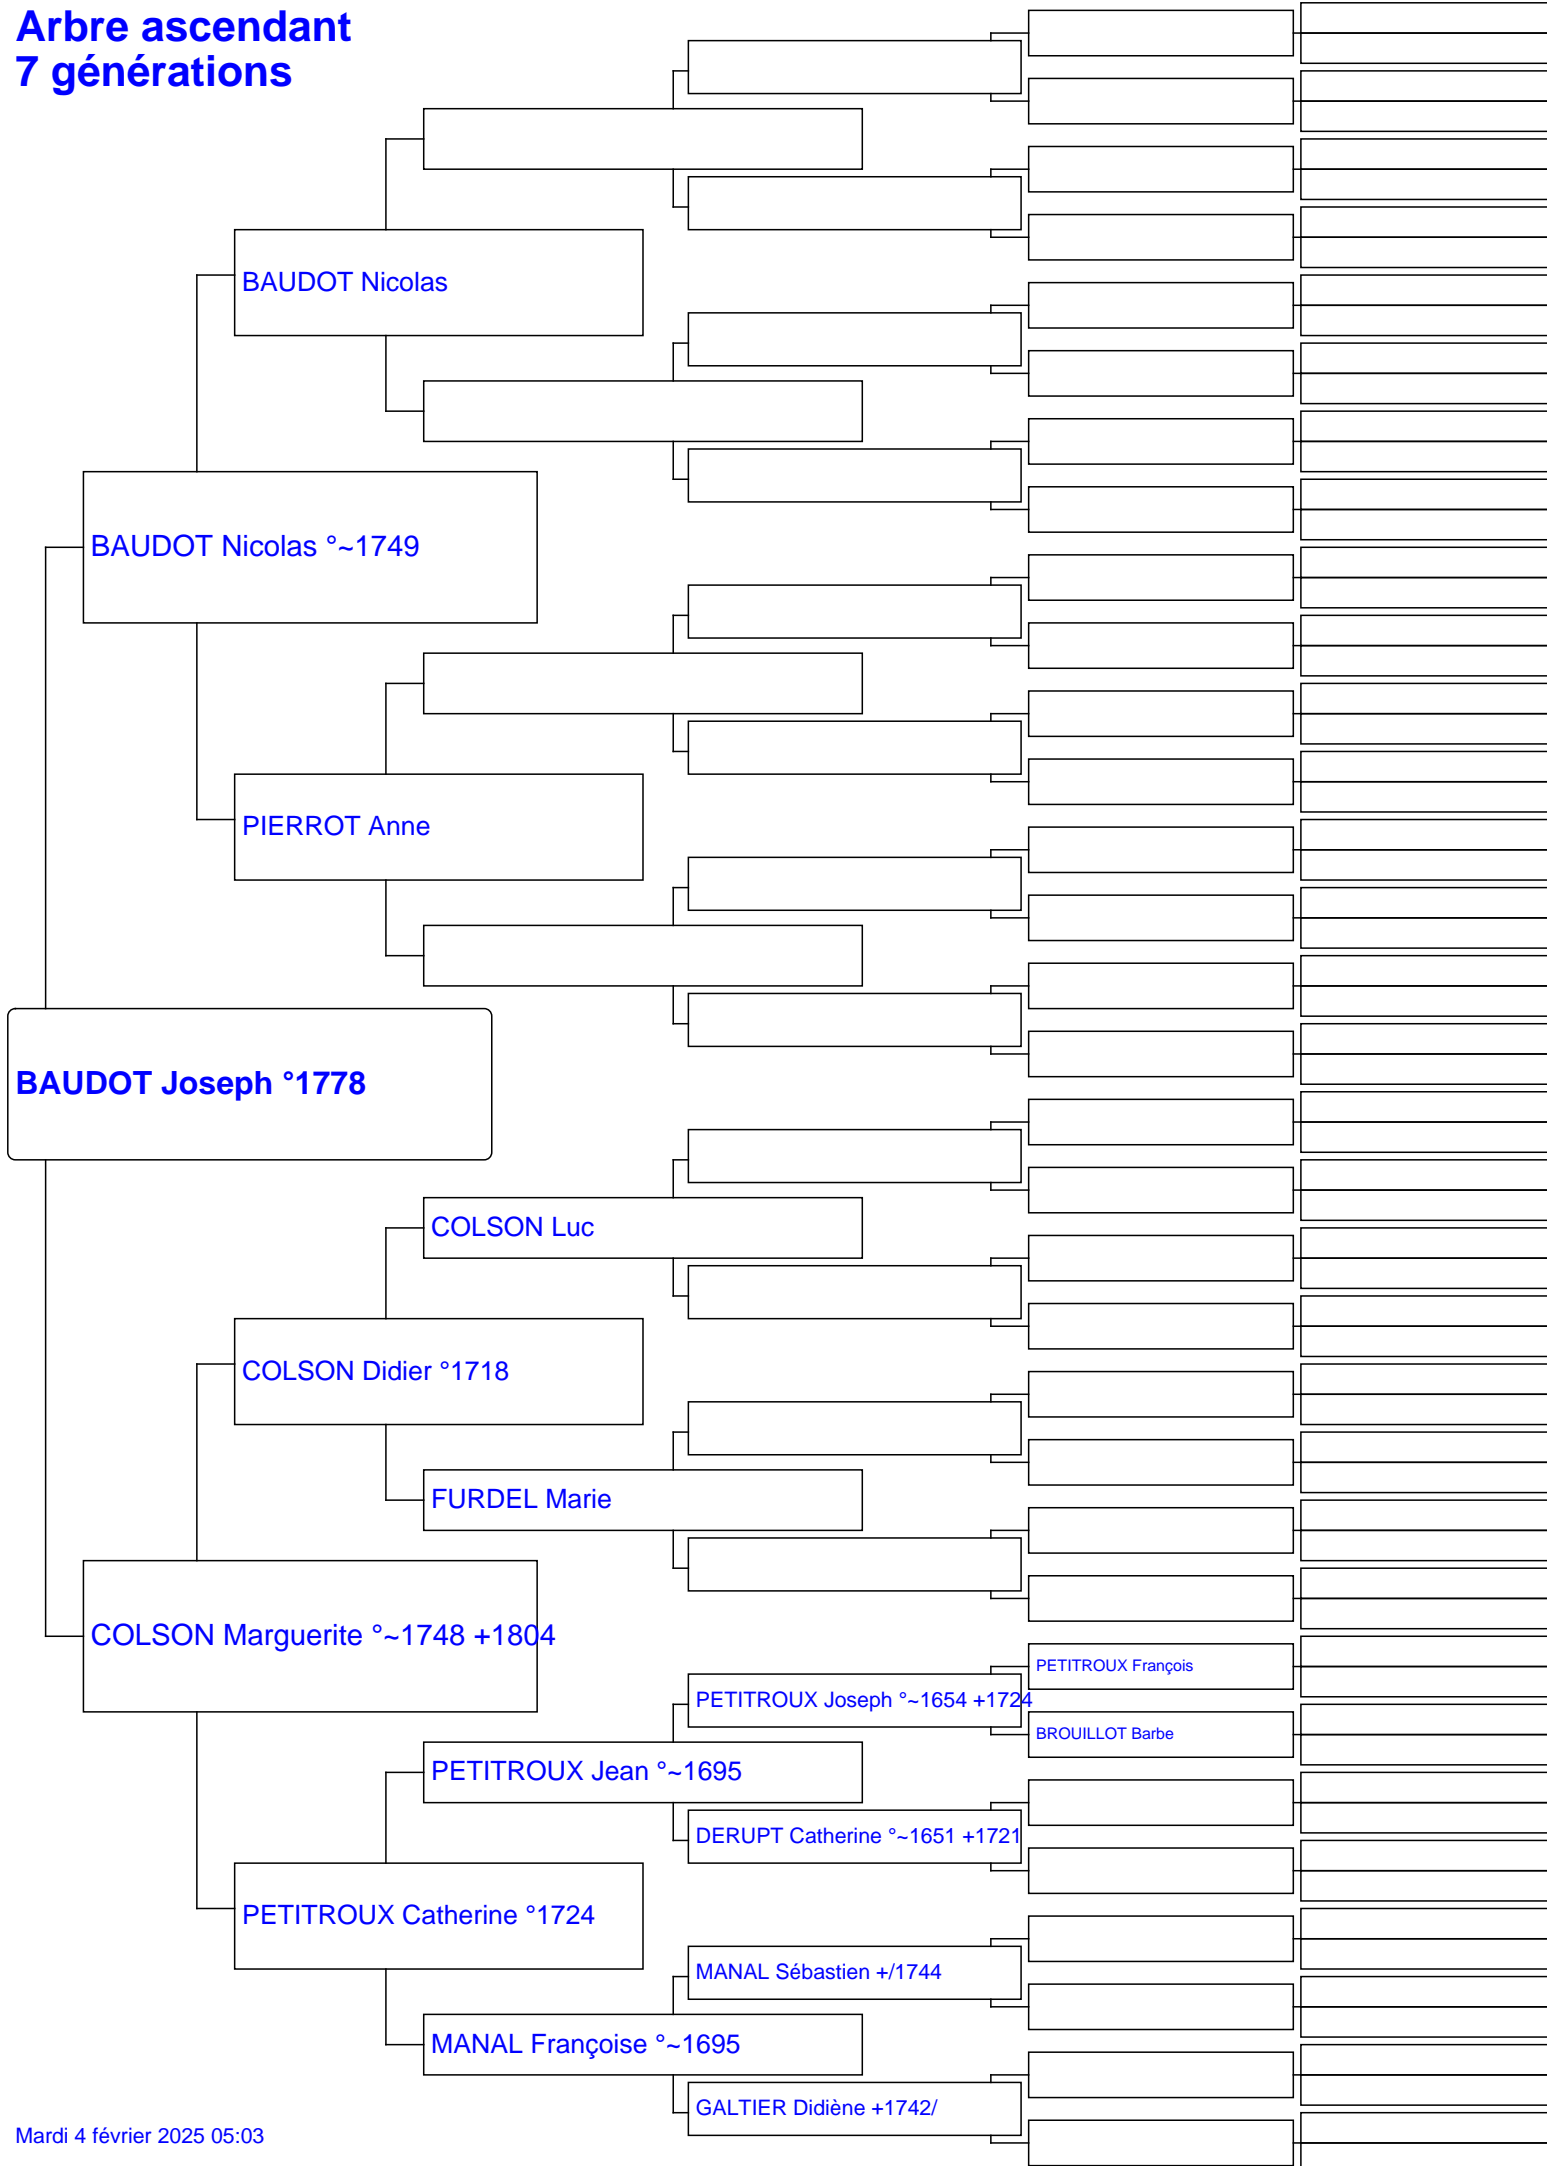 Arbre ascendant
7 générations
BAUDOT Nicolas
BAUDOT Nicolas °~1749
PIERROT Anne
BAUDOT Joseph °1778
COLSON Luc
COLSON Didier °1718
FURDEL Marie
COLSON Marguerite °~1748 +1804
PETITROUX François
PETITROUX Joseph °~1654 +1724
BROUILLOT Barbe
PETITROUX Jean °~1695
DERUPT Catherine °~1651 +1721
PETITROUX Catherine °1724
MANAL Sébastien +/1744
MANAL Françoise °~1695
GALTIER Didiène +1742/
Mardi 4 février 2025 05:03